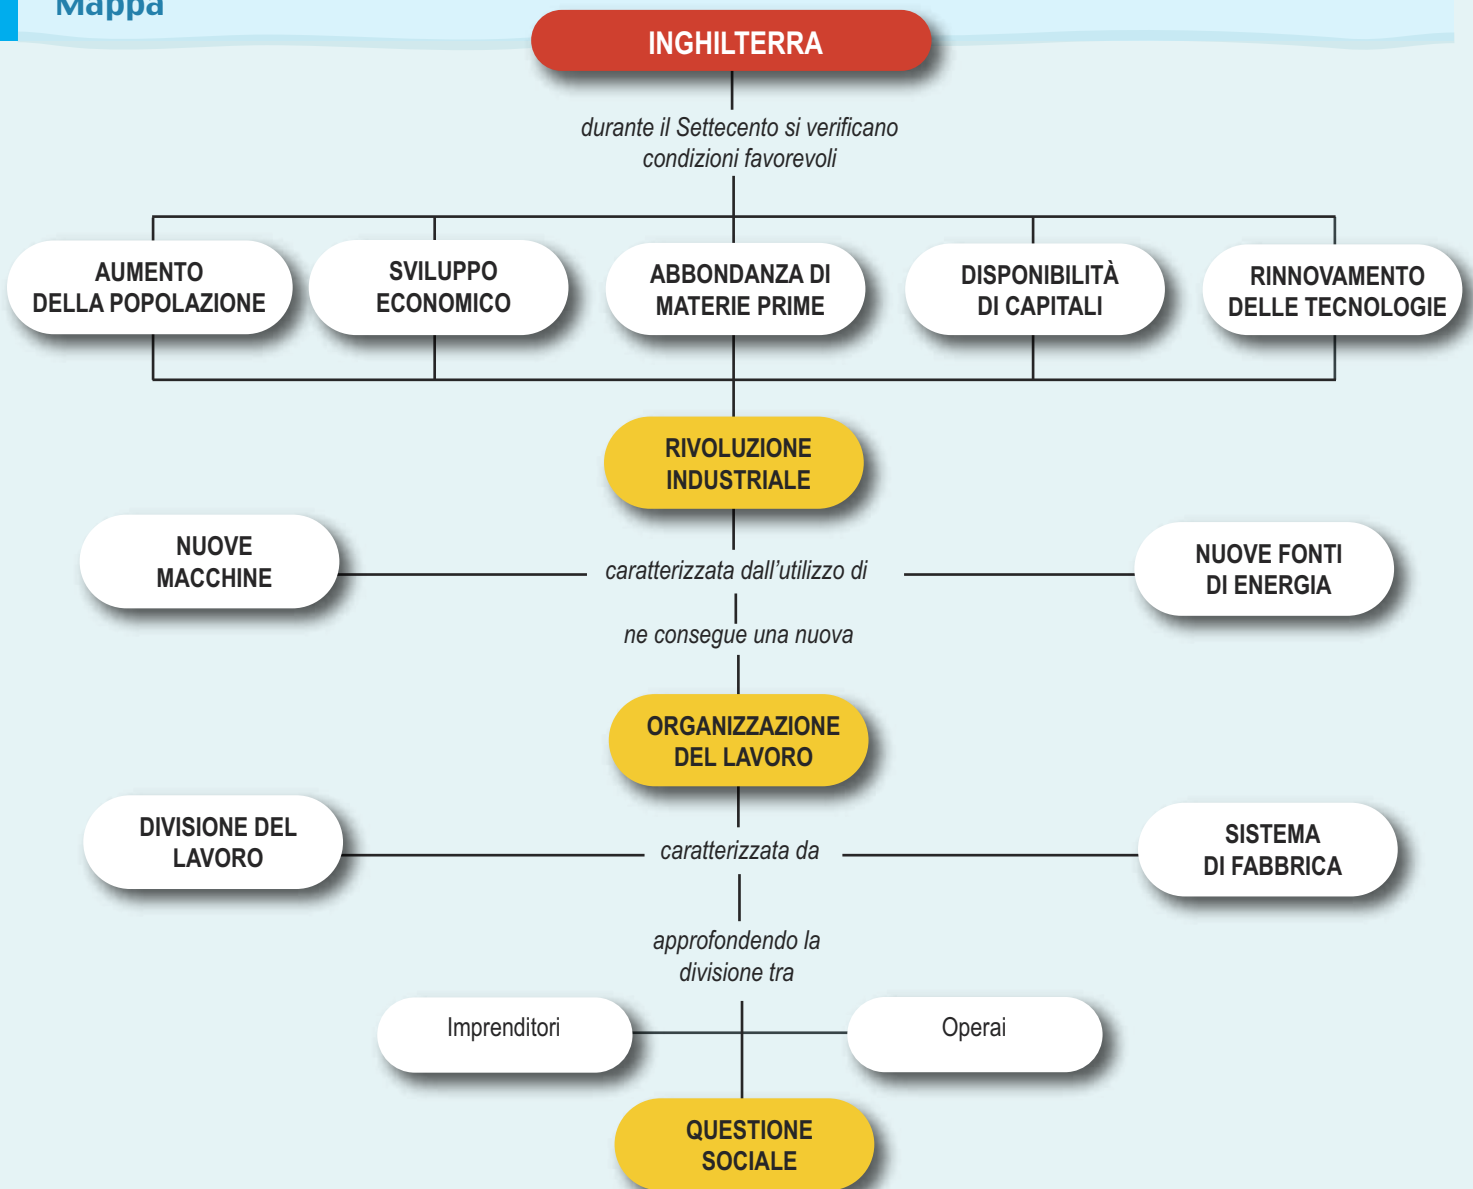 Mappa
INGHILTERRA
durante il Settecento si verificano
condizioni favorevoli
AUMENTO
DELLA POPOLAZIONE
SVILUPPO
ECONOMICO
ABBONDANZA DI
MATERIE PRIME
DISPONIBILITÀ
DI CAPITALI
RINNOVAMENTO
DELLE TECNOLOGIE
RIVOLUZIONE
INDUSTRIALE
NUOVE
MACCHINE
caratterizzata dall'utilizzo di
NUOVE FONTI
DI ENERGIA
ne consegue una nuova
ORGANIZZAZIONE
DEL LAVORO
DIVISIONE DEL
LAVORO
caratterizzata da
SISTEMA
DI FABBRICA
approfondendo la
divisione tra
Imprenditori
Operai
QUESTIONE
SOCIALE